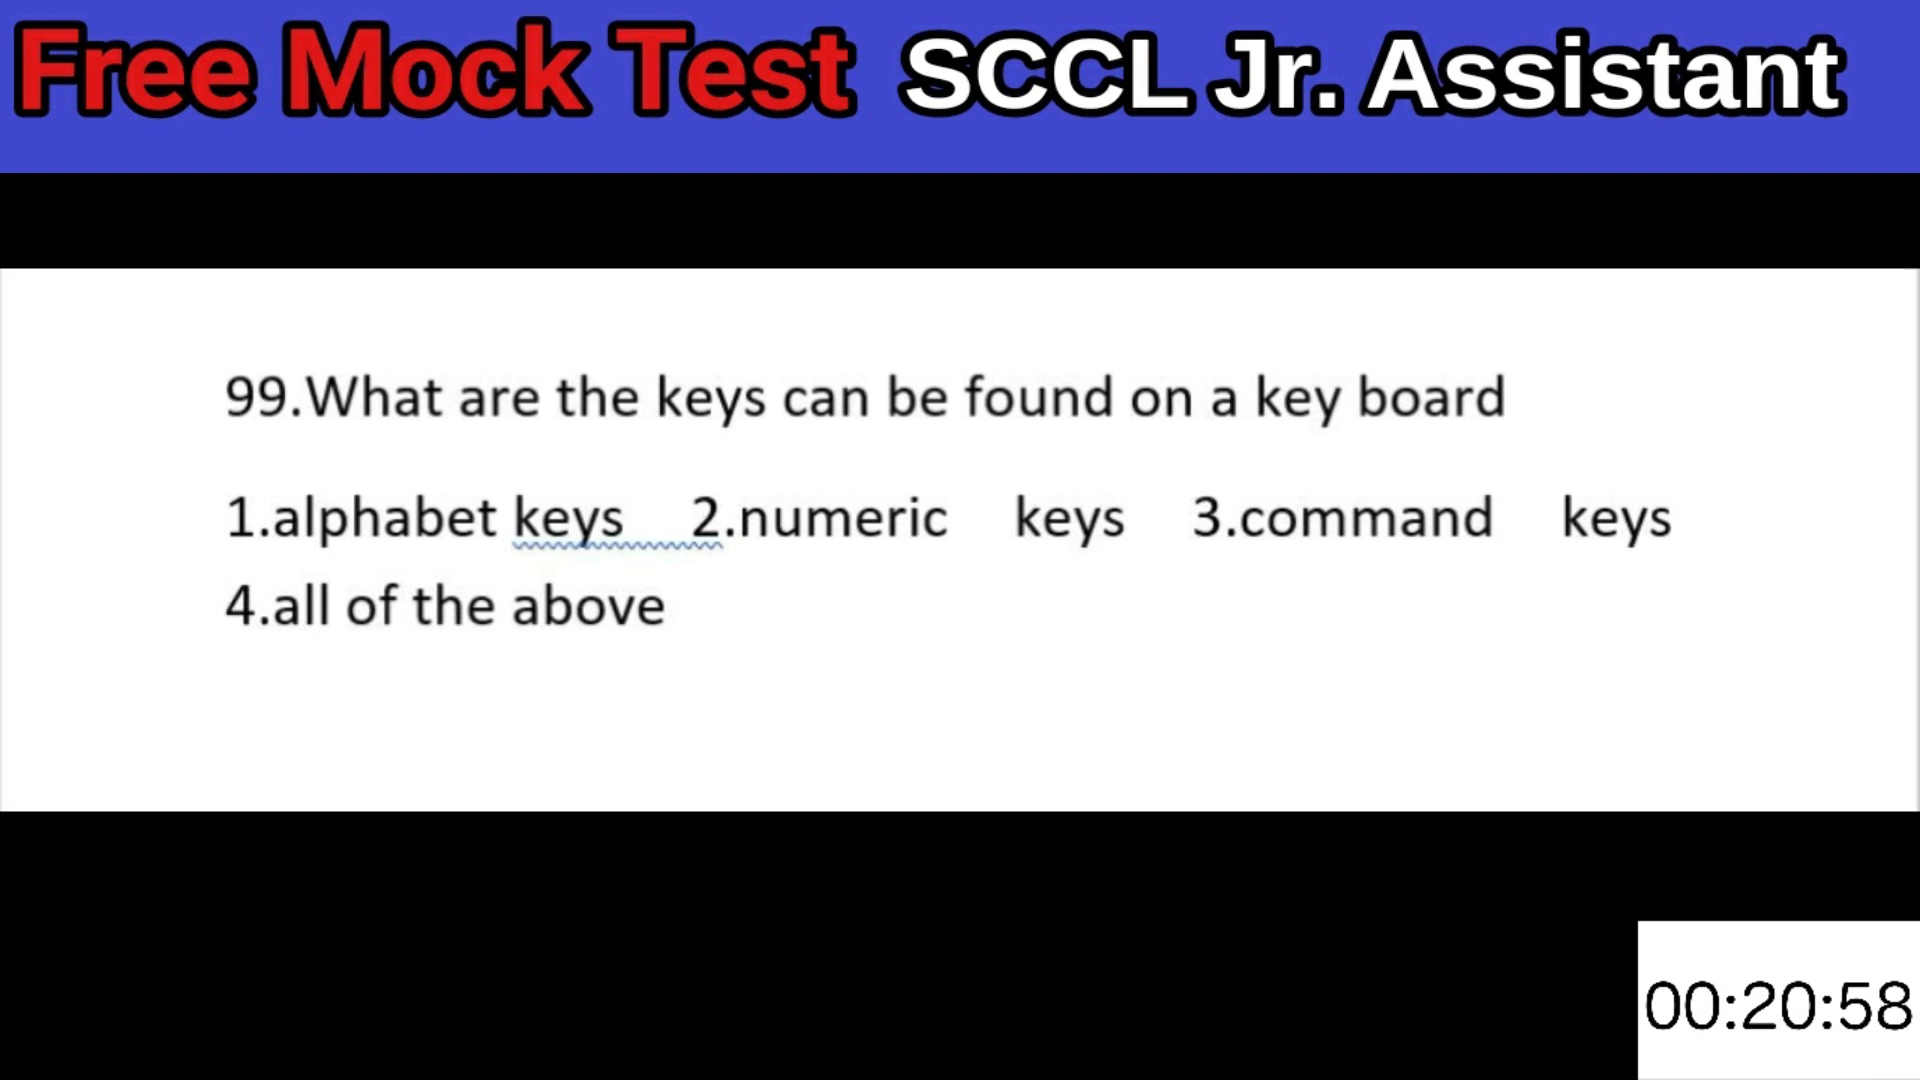 Free Mock Test SCCL Jr. Assistant
99.What are the keys can be found on a key board
1.alphabet keys 2.numeric keys 3.command keys
4.all of the above
00:20:58